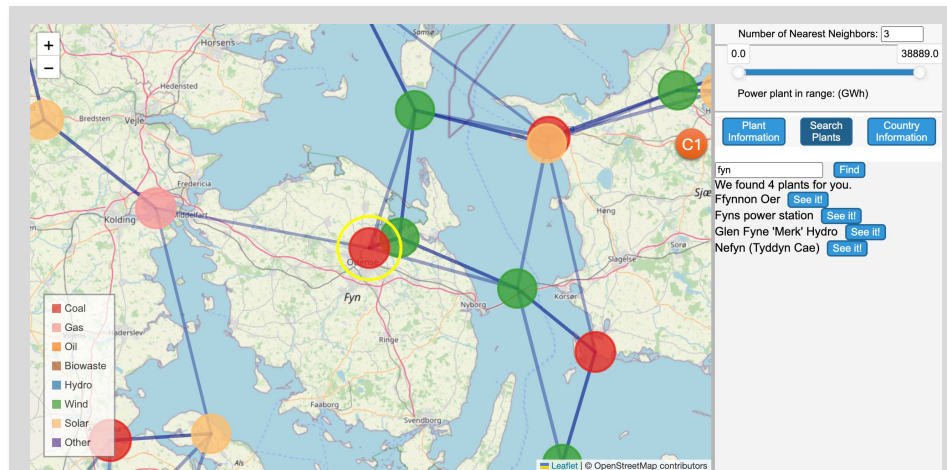 +
−
Samsø
Horsens
Hedensted
Bredsten
Vejle
Fredericia
Kolding
Middelfart
Odense
Fyn
Nyborg
Korsør
Høng
Slagelse
Sorø
Sjæ
Ringe
Haderslev
Faaborg
Svendborg
Als
C1
Coal
Gas
Oil
Biowaste
Hydro
Wind
Solar
Other
Leaflet | © OpenStreetMap contributors
Number of Nearest Neighbors: 3
0.0 38889.0
Power plant in range: (GWh)
Plant Information
Search Plants
Country Information
fyn Find
We found 4 plants for you.
Ffynnon Oer See it!
Fyns power station See it!
Glen Fyne 'Merk' Hydro See it!
Nefyn (Tyddyn Cae) See it!